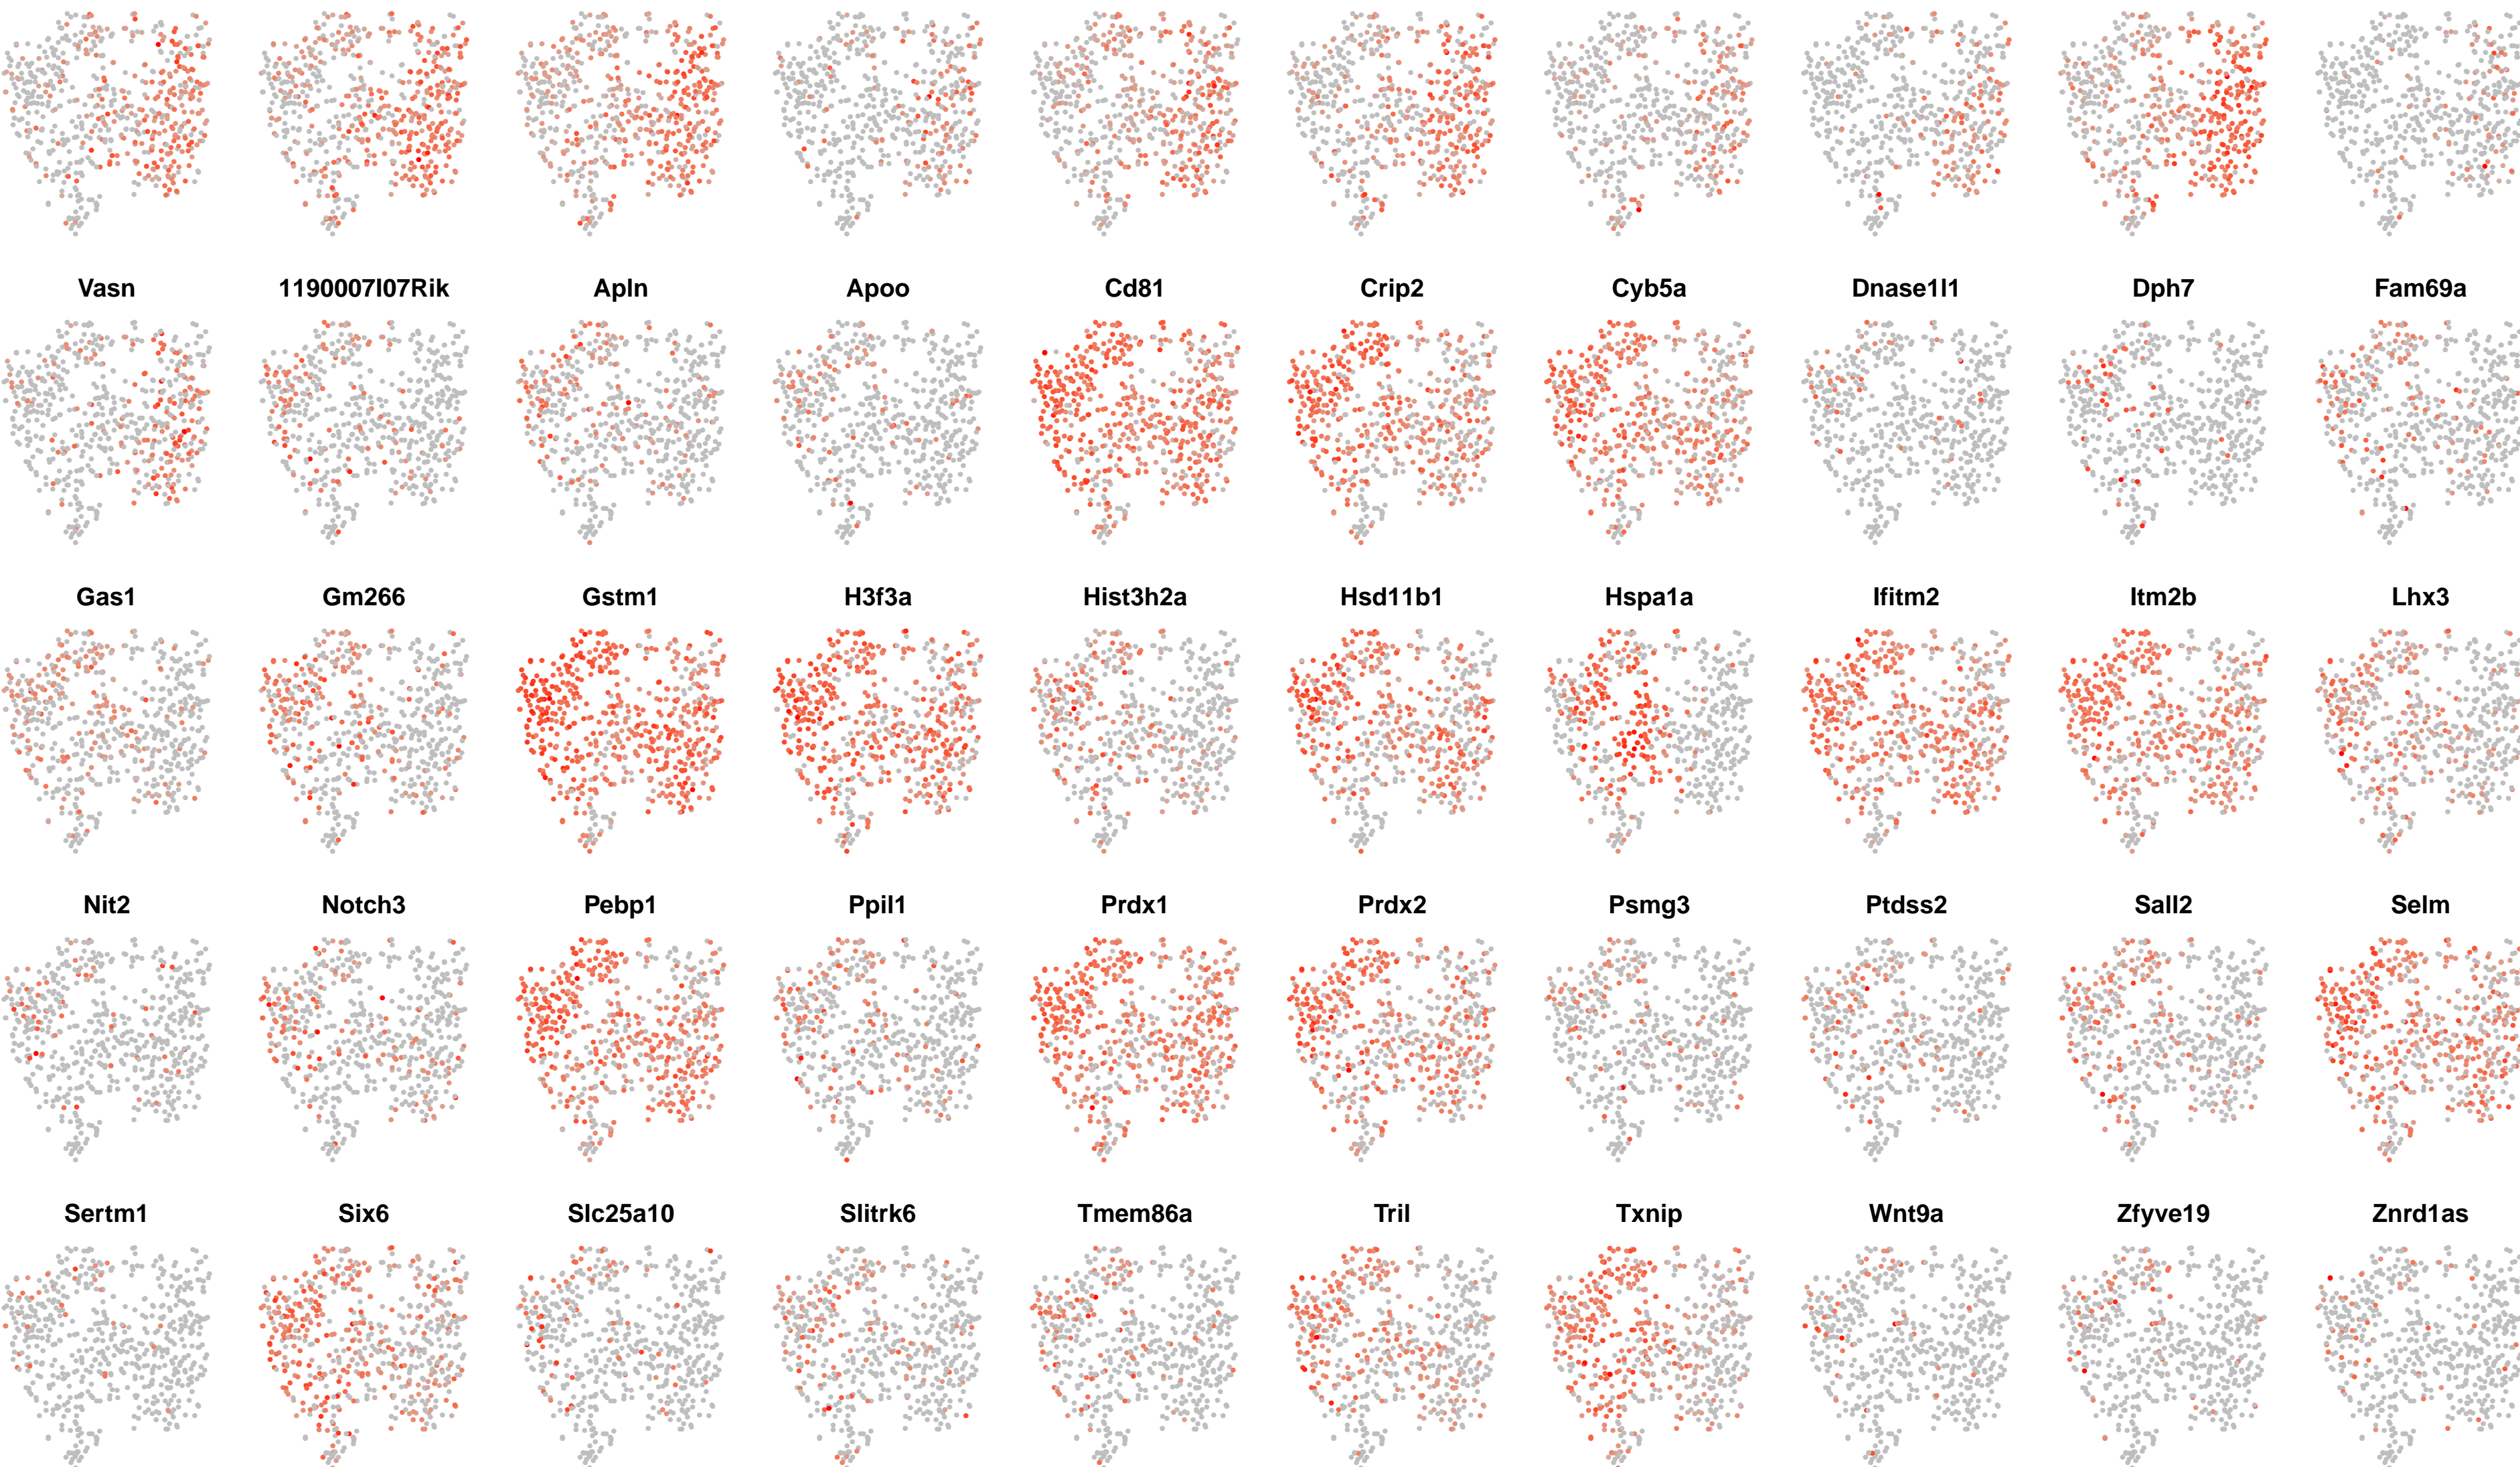 Vasn 1190007I07Rik Apln Apoo Cd81 Crip2 Cyb5a Dnase1l1 Dph7 Fam69a
Gas1 Gm266 Gstm1 H3f3a Hist3h2a Hsd11b1 Hspa1a Ifitm2 Itm2b Lhx3
Nit2 Notch3 Pebp1 Ppil1 Prdx1 Prdx2 Psmg3 Ptdss2 Sall2 Selm
Sertm1 Six6 Slc25a10 Slitrk6 Tmem86a Tril Txnip Wnt9a Zfyve19 Znrd1as